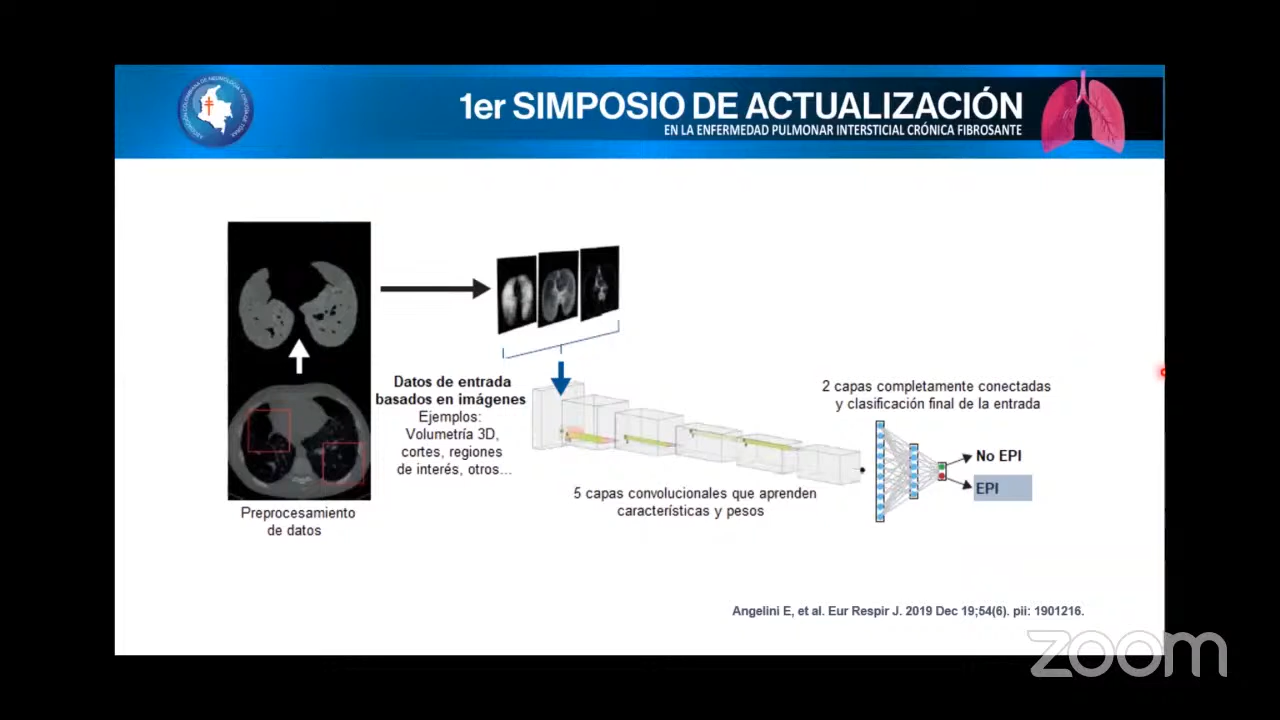 1er SIMPOSIO DE ACTUALIZACIÓN
EN LA ENFERMEDAD PULMONAR INTERSTICIAL CRÓNICA FIBROSANTE
Datos de entrada
basados en imágenes
Ejemplos:
Volumetría 3D,
cortes, regiones
de interés, otros...
Preprocesamiento
de datos
5 capas convolucionales que aprenden
características y pesos
2 capas completamente conectadas
y clasificación final de la entrada
No EPI
EPI
Angelini E, et al. Eur Respir J. 2019 Dec 19;54(6). pii: 1901216.
zoom